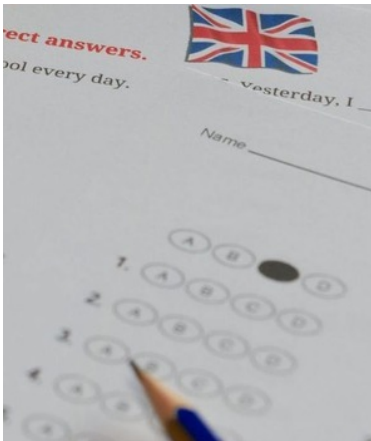 rect answers.
ool every day.
Yesterday, I
Name
A B D
1. A B C D
2. A B C D
3. A B C D
4. A B
A